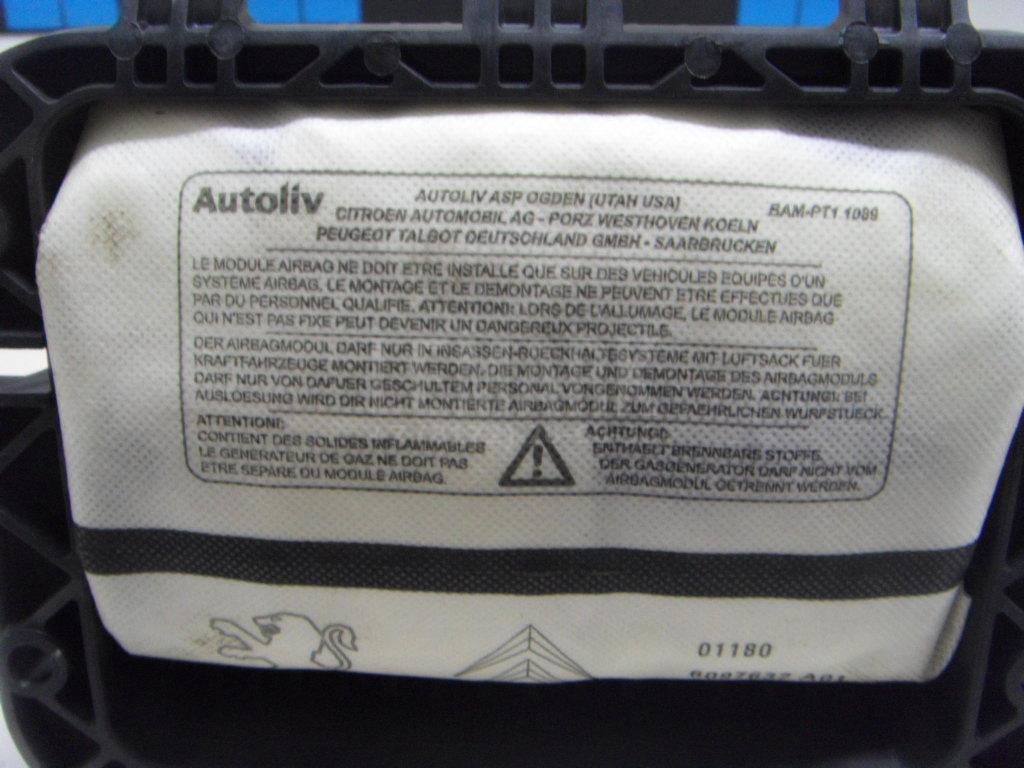 Autoliv
AUTOLIV ASP OGDEN (UTAH USA)
BAM-PT1 1089
CITROEN AUTOMOBIL AG - PORZ WESTHOVEN KOELN
PEUGEOT TALBOT DEUTSCHLAND GMBH - SAARBRUCKEN
LE MODULE AIRBAG NE DOIT ETRE INSTALLE QUE SUR DES VEHICULES EQUIPES D'UN
SYSTEME AIRBAG. LE MONTAGE ET LE DEMONTAGE NE PEUVENT ETRE EFFECTUES QUE
PAR DU PERSONNEL QUALIFIE. ATTENTION!: LORS DE L'ALLUMAGE, LE MODULE AIRBAG
QUI N'EST PAS FIXE PEUT DEVENIR UN DANGEREUX PROJECTILE.
DER AIRBAGMODUL DARF NUR IN INSASSEN-RUECKHALTESYSTEME MIT LUFTSACK FUER
KRAFTFAHRZEUGE MONTIERT WERDEN. DIE MONTAGE UND DEMONTAGE DES AIRBAGMODULS
DARF NUR VON DAFUER GESCHULTEM PERSONAL VORGENOMMEN WERDEN. ACHTUNG!: BEI
AUSLOESUNG WIRD DIR NICHT MONTIERTE AIRBAGMODUL ZUM GEFAEHRLICHEN WURFSTUECK.
ATTENTION!:
CONTIENT DES SOLIDES INFLAMMABLES
LE GENERATEUR DE GAZ NE DOIT PAS
ETRE SEPARE DU MODULE AIRBAG.
ACHTUNG!:
ENTHAELT BRENNBARE STOFFE.
DER GASGENERATOR DARF NICHT VOM
AIRBAGMODUL GETRENNT WERDEN.
01180